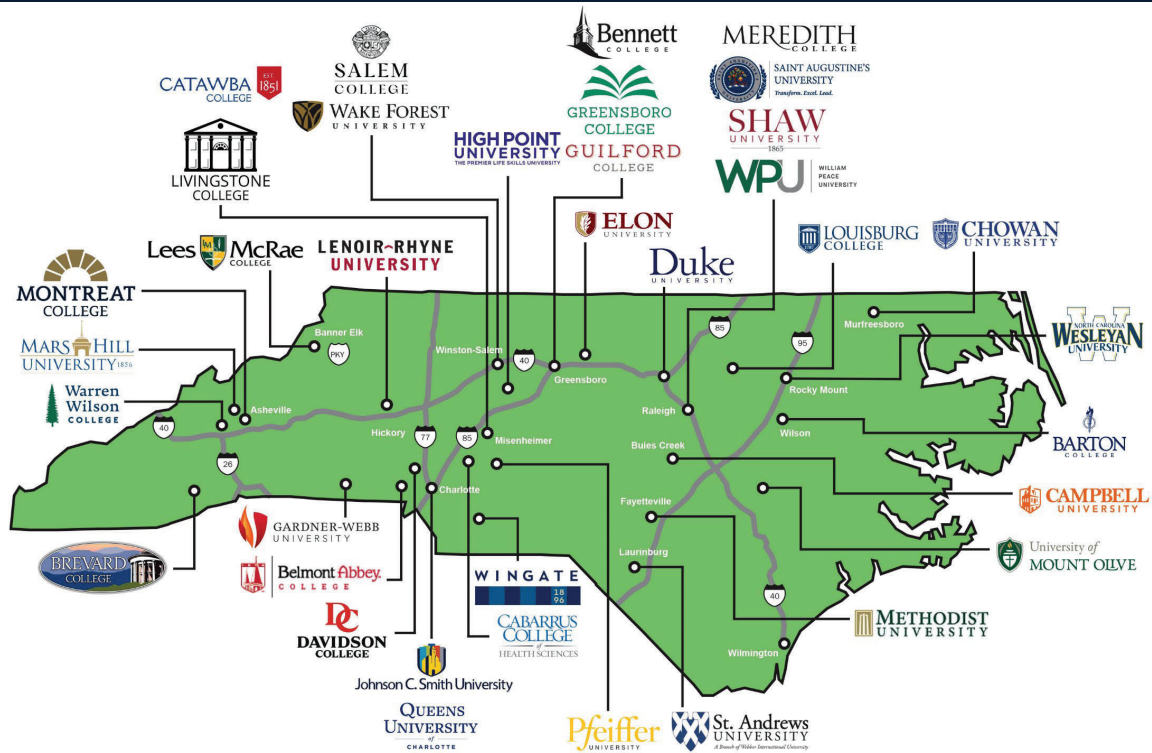 Bennett
COLLEGE
MEREDITH
COLLEGE
SALEM
COLLEGE
CATAWBA
COLLEGE
EST.
1851
SAINT AUGUSTINE'S
UNIVERSITY
Transform. Excel. Lead.
WAKE FOREST
UNIVERSITY
GREENSBORO
COLLEGE
SHAW
UNIVERSITY
1865
HIGH POINT
UNIVERSITY
THE PREMIER LIFE SKILLS UNIVERSITY
GUILFORD
COLLEGE
WPU
WILLIAM
PEACE
UNIVERSITY
LIVINGSTONE
COLLEGE
ELON
UNIVERSITY
LOUISBURG
COLLEGE
CHOWAN
UNIVERSITY
Lees
LM
McRae
COLLEGE
LENOIR-RHYNE
UNIVERSITY
Duke
UNIVERSITY
MONTREAT
COLLEGE
W
NORTH CAROLINA
WESLEYAN
UNIVERSITY
MARS HILL
UNIVERSITY 1856
Warren
Wilson
COLLEGE
Banner Elk
PKY
Winston-Salem
40
Greensboro
85
95
Murfreesboro
Rocky Mount
Asheville
40
26
Hickory
77
85
Misenheimer
Raleigh
Wilson
Buies Creek
BARTON
COLLEGE
Charlotte
Fayetteville
CAMPBELL
UNIVERSITY
GARDNER-WEBB
UNIVERSITY
BREVARD
COLLEGE
Belmont Abbey
COLLEGE
Laurinburg
University of
MOUNT OLIVE
WINGATE
18
96
40
DC
DAVIDSON
COLLEGE
CABARRUS
COLLEGE
of
HEALTH SCIENCES
METHODIST
UNIVERSITY
Wilmington
Johnson C. Smith University
QUEENS
UNIVERSITY
of
CHARLOTTE
Pfeiffer
UNIVERSITY
St. Andrews
UNIVERSITY
A Branch of Webber International University